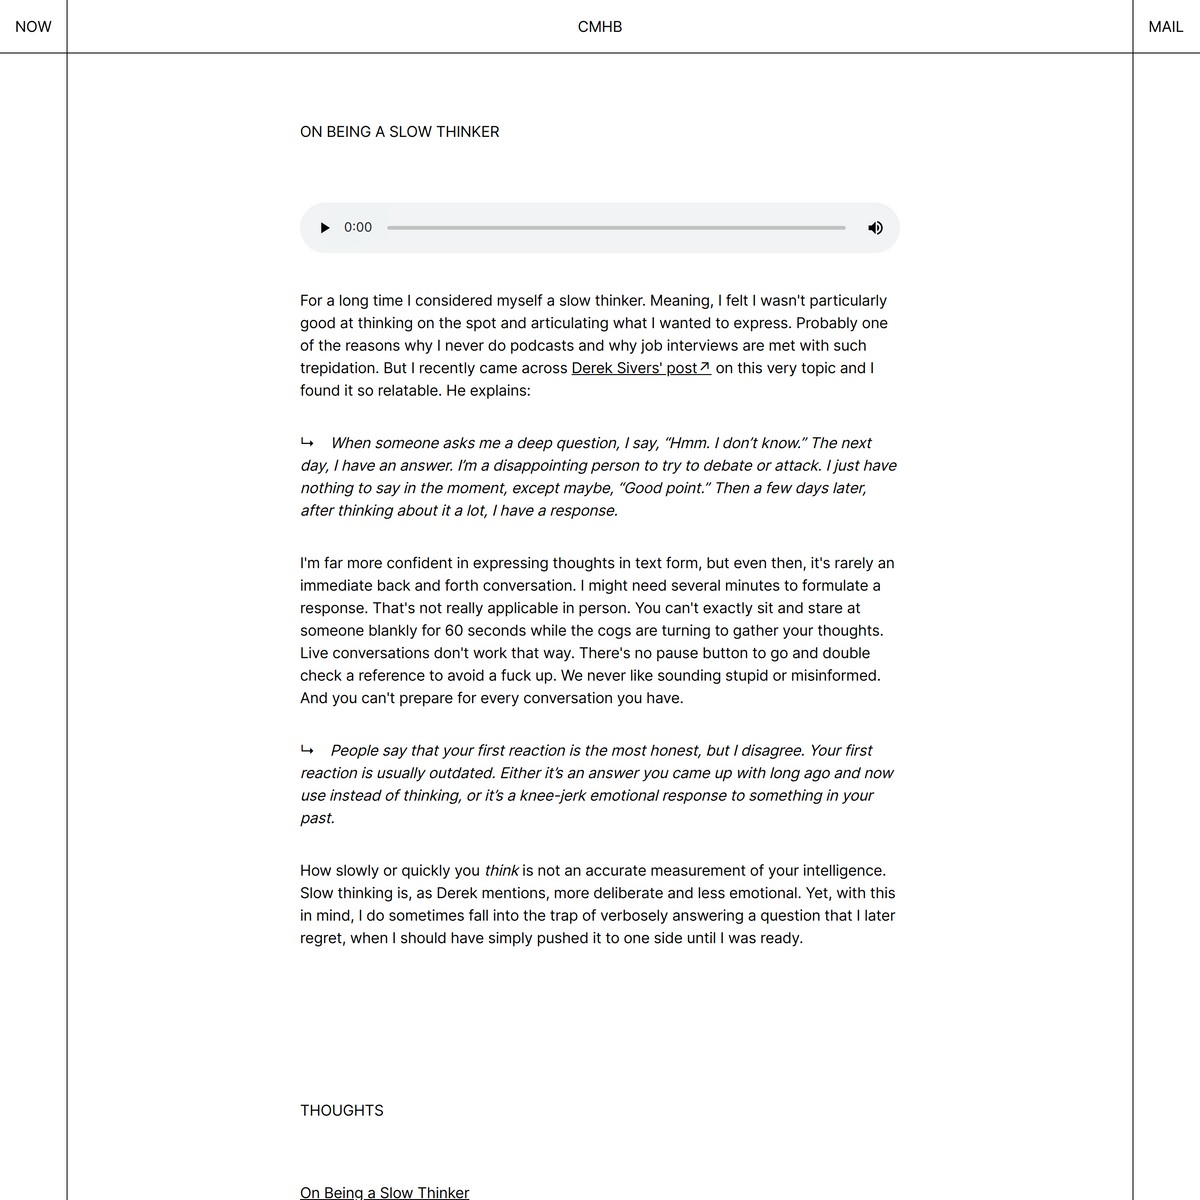 NOW
CMHB
MAIL
ON BEING A SLOW THINKER
0:00
For a long time I considered myself a slow thinker. Meaning, I felt I wasn't particularly
good at thinking on the spot and articulating what I wanted to express. Probably one
of the reasons why I never do podcasts and why job interviews are met with such
trepidation. But I recently came across Derek Sivers' post↗ on this very topic and I
found it so relatable. He explains:
↳ When someone asks me a deep question, I say, “Hmm. I don’t know.” The next
day, I have an answer. I’m a disappointing person to try to debate or attack. I just have
nothing to say in the moment, except maybe, “Good point.” Then a few days later,
after thinking about it a lot, I have a response.
I'm far more confident in expressing thoughts in text form, but even then, it's rarely an
immediate back and forth conversation. I might need several minutes to formulate a
response. That's not really applicable in person. You can't exactly sit and stare at
someone blankly for 60 seconds while the cogs are turning to gather your thoughts.
Live conversations don't work that way. There's no pause button to go and double
check a reference to avoid a fuck up. We never like sounding stupid or misinformed.
And you can't prepare for every conversation you have.
↳ People say that your first reaction is the most honest, but I disagree. Your first
reaction is usually outdated. Either it’s an answer you came up with long ago and now
use instead of thinking, or it’s a knee-jerk emotional response to something in your
past.
How slowly or quickly you think is not an accurate measurement of your intelligence.
Slow thinking is, as Derek mentions, more deliberate and less emotional. Yet, with this
in mind, I do sometimes fall into the trap of verbosely answering a question that I later
regret, when I should have simply pushed it to one side until I was ready.
THOUGHTS
On Being a Slow Thinker